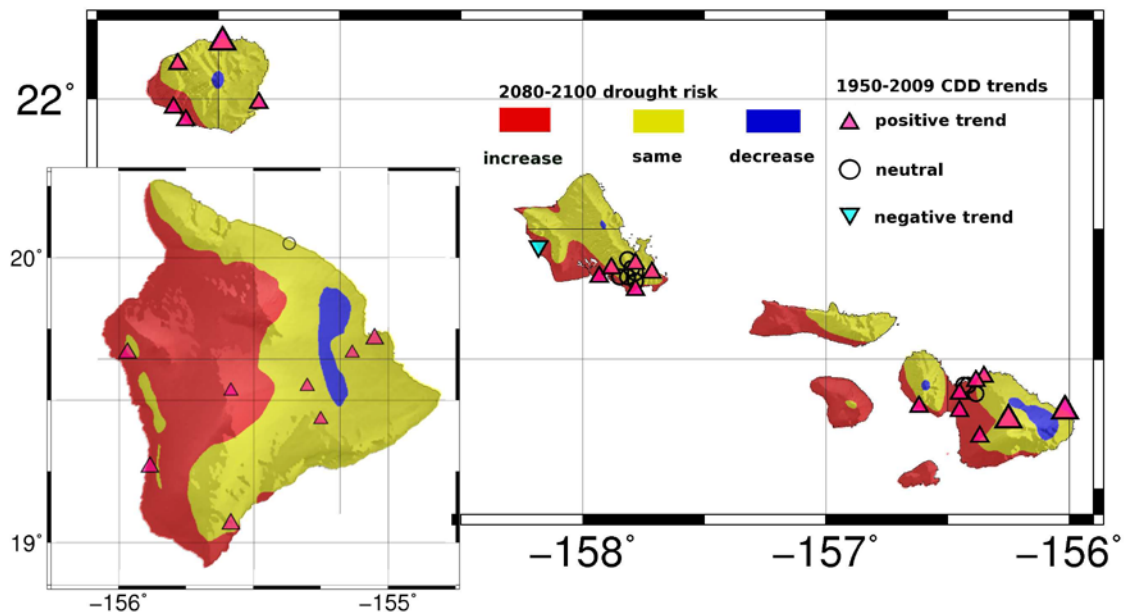 2080-2100 drought risk
increase
same
decrease
1950-2009 CDD trends
positive trend
neutral
negative trend
22°
20°
19°
−156°
−155°
−158°
−157°
−156°